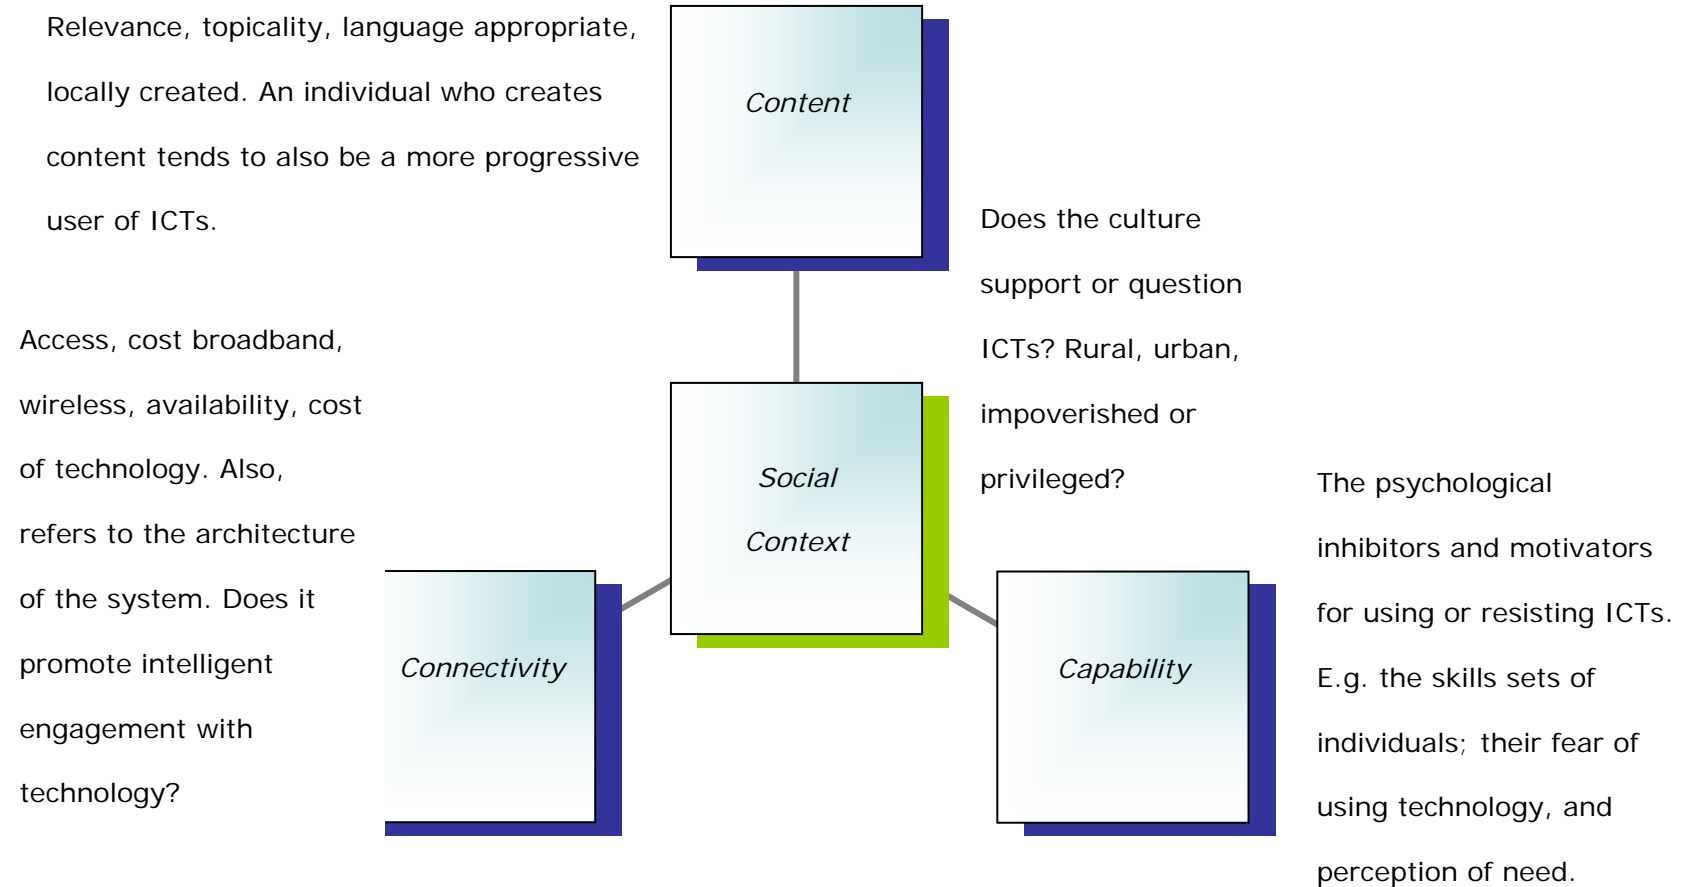 Relevance, topicality, language appropriate,
locally created. An individual who creates
content tends to also be a more progressive
user of ICTs.
Content
Does the culture
support or question
ICTs? Rural, urban,
impoverished or
privileged?
Access, cost broadband,
wireless, availability, cost
of technology. Also,
refers to the architecture
of the system. Does it
promote intelligent
engagement with
technology?
Social
Context
Connectivity
Capability
The psychological
inhibitors and motivators
for using or resisting ICTs.
E.g. the skills sets of
individuals; their fear of
using technology, and
perception of need.